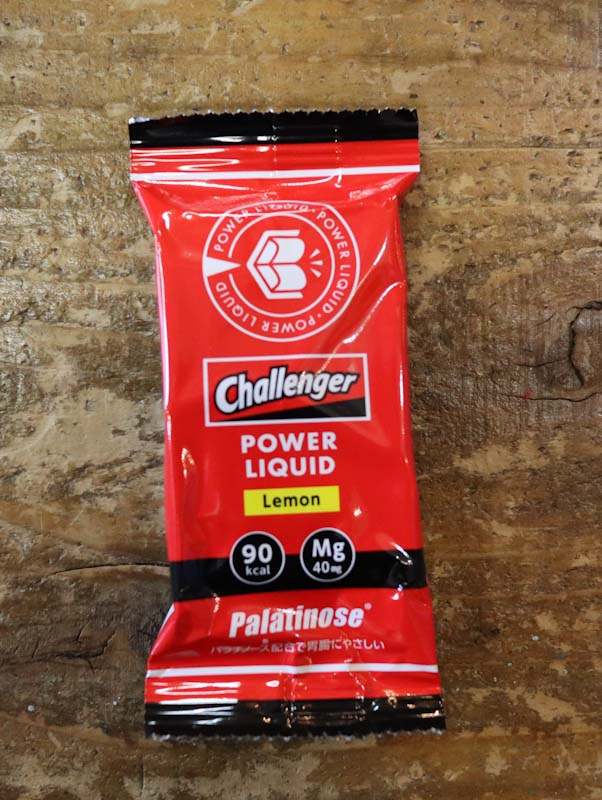 POWER LIQUID · POWER LIQUID · POWER LIQUID
Challenger
POWER
LIQUID
Lemon
90
kcal
Mg
40mg
Palatinose®
パラチノース®配合で胃腸にやさしい